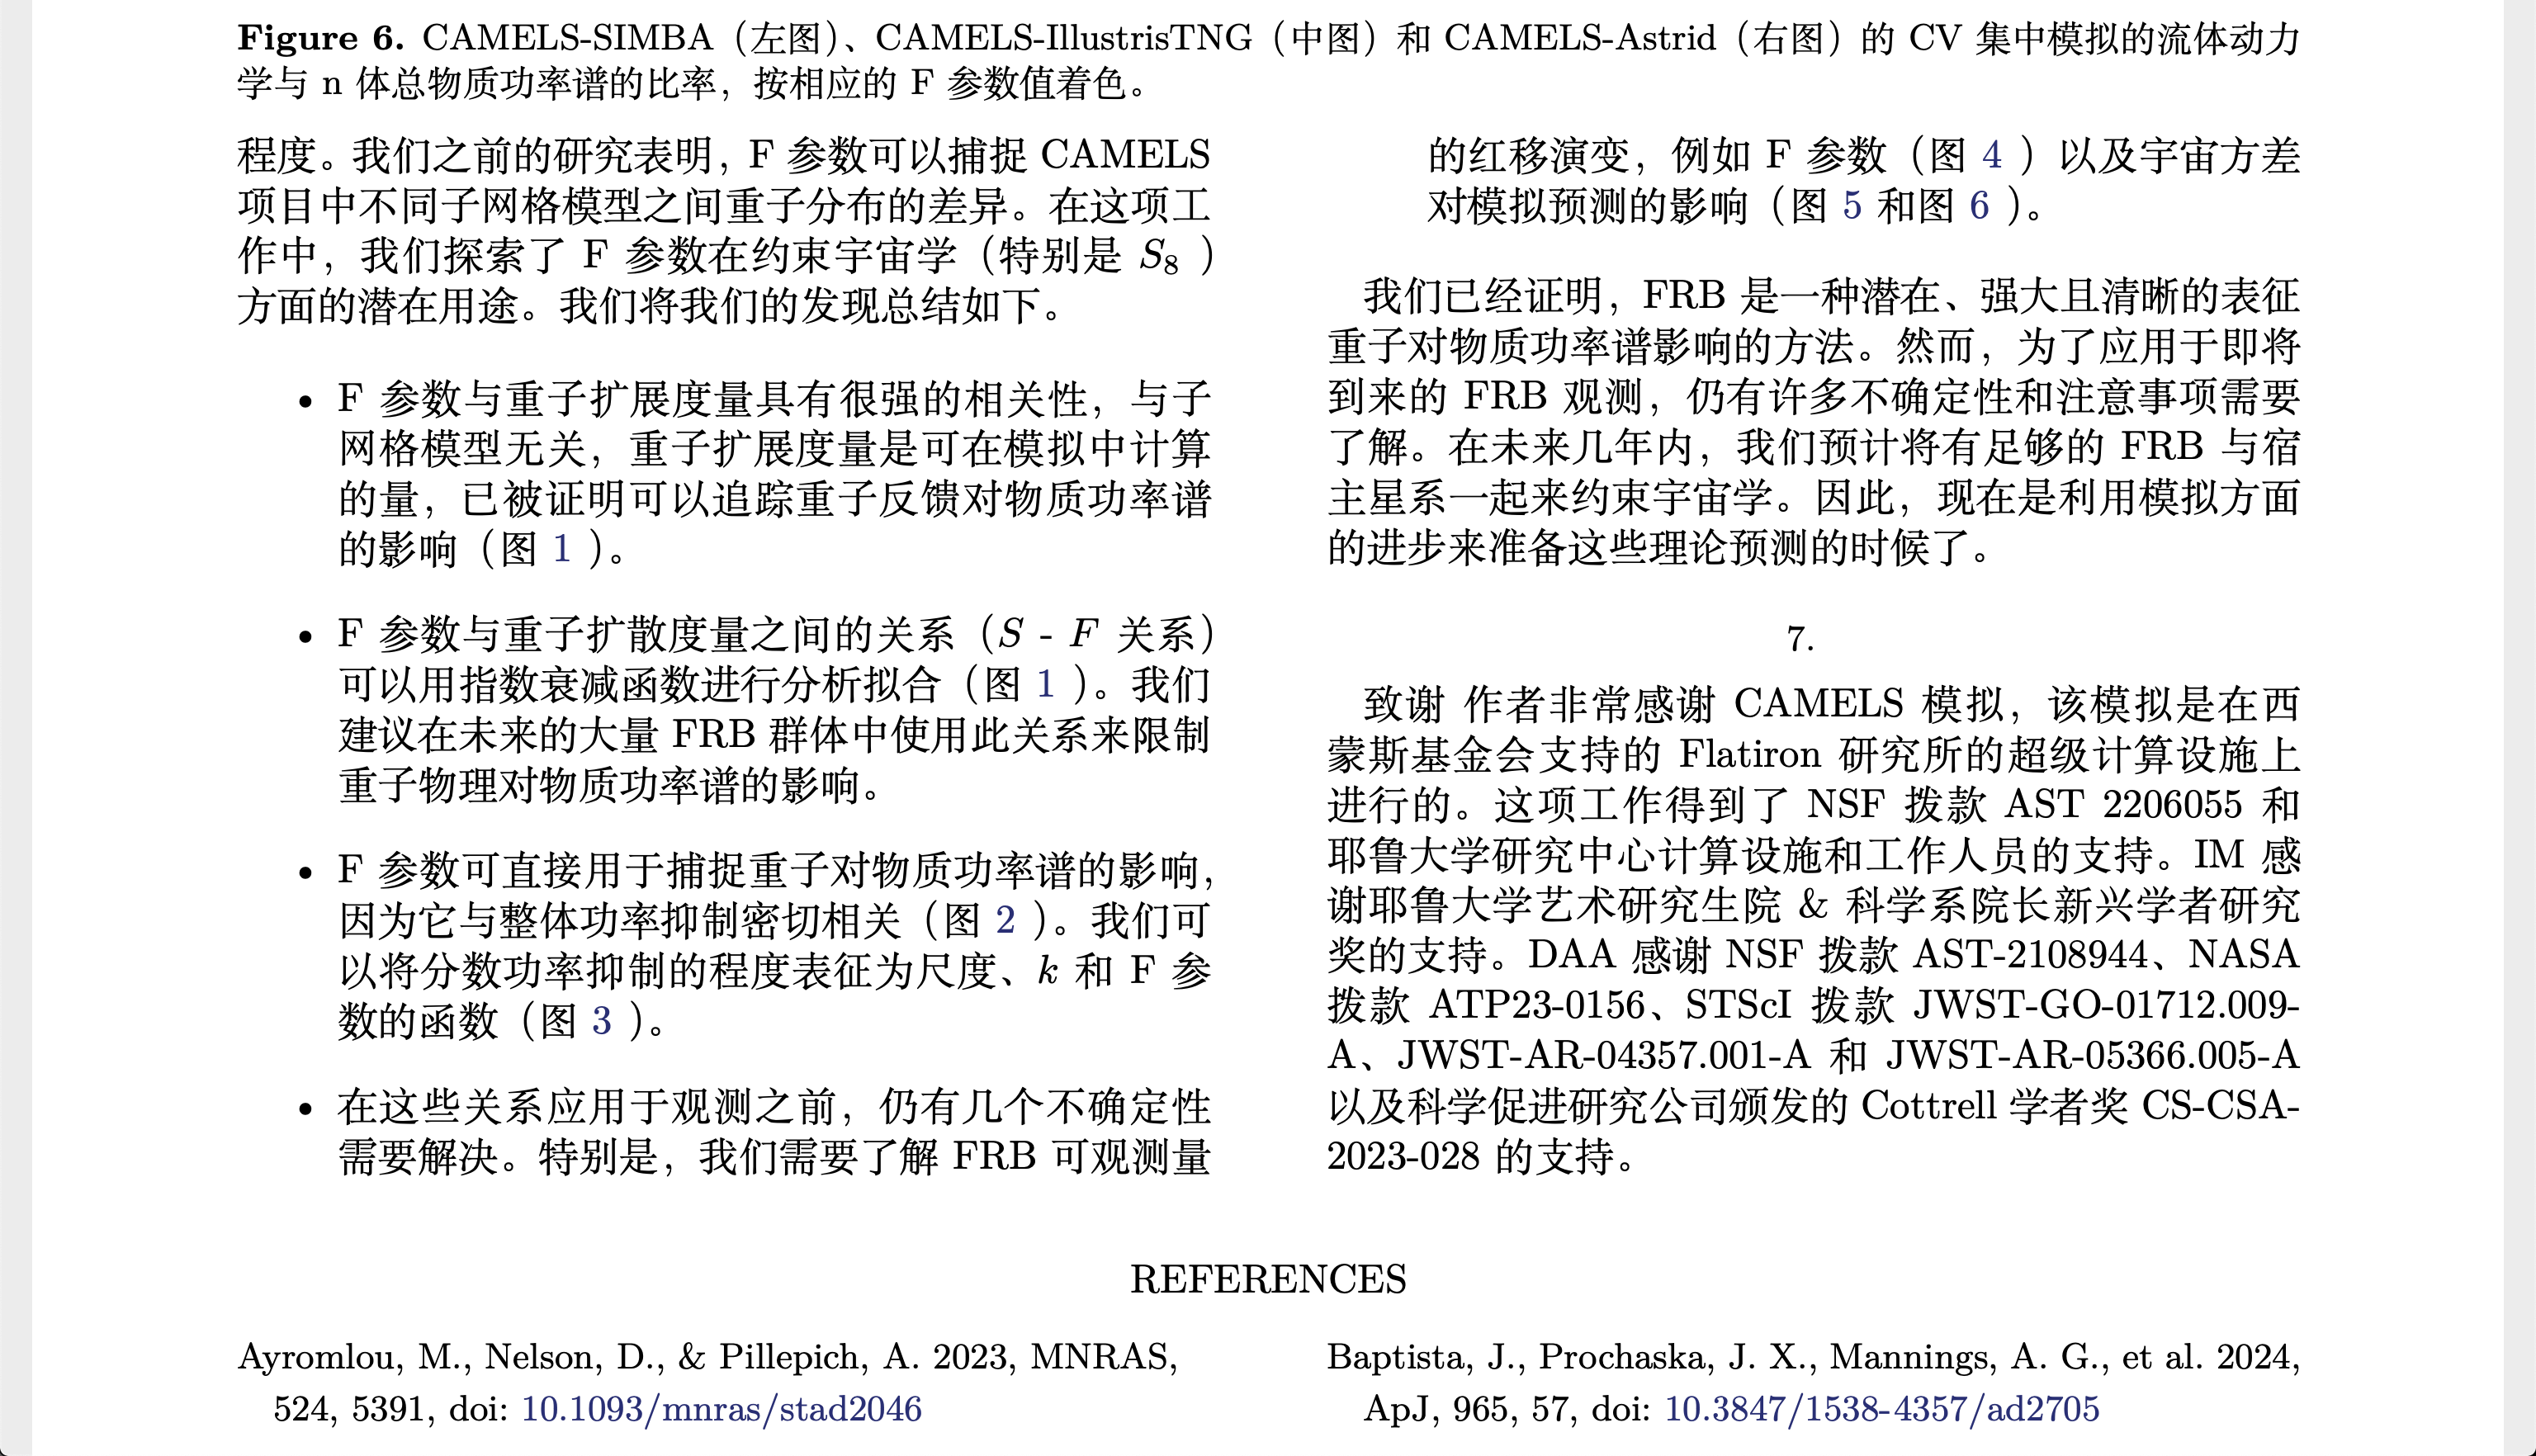 Figure 6. CAMELS-SIMBA（左图）、CAMELS-IllustrisTNG（中图）和 CAMELS-Astrid（右图）的 CV 集中模拟的流体动力
学与 n 体总物质功率谱的比率，按相应的 F 参数值着色。
程度。我们之前的研究表明，F 参数可以捕捉 CAMELS
项目中不同子网格模型之间重子分布的差异。在这项工
作中，我们探索了 F 参数在约束宇宙学（特别是 S₈ ）
方面的潜在用途。我们将我们的发现总结如下。
• F 参数与重子扩展度量具有很强的相关性，与子
网格模型无关，重子扩展度量是可在模拟中计算
的量，已被证明可以追踪重子反馈对物质功率谱
的影响（图 1 ）。
• F 参数与重子扩散度量之间的关系（S - F 关系）
可以用指数衰减函数进行分析拟合（图 1 ）。我们
建议在未来的大量 FRB 群体中使用此关系来限制
重子物理对物质功率谱的影响。
• F 参数可直接用于捕捉重子对物质功率谱的影响，
因为它与整体功率抑制密切相关（图 2 ）。我们可
以将分数功率抑制的程度表征为尺度、k 和 F 参
数的函数（图 3 ）。
• 在这些关系应用于观测之前，仍有几个不确定性
需要解决。特别是，我们需要了解 FRB 可观测量
的红移演变，例如 F 参数（图 4 ）以及宇宙方差
对模拟预测的影响（图 5 和图 6 ）。
我们已经证明，FRB 是一种潜在、强大且清晰的表征
重子对物质功率谱影响的方法。然而，为了应用于即将
到来的 FRB 观测，仍有许多不确定性和注意事项需要
了解。在未来几年内，我们预计将有足够的 FRB 与宿
主星系一起来约束宇宙学。因此，现在是利用模拟方面
的进步来准备这些理论预测的时候了。
7.
致谢 作者非常感谢 CAMELS 模拟，该模拟是在西
蒙斯基金会支持的 Flatiron 研究所的超级计算设施上
进行的。这项工作得到了 NSF 拨款 AST 2206055 和
耶鲁大学研究中心计算设施和工作人员的支持。IM 感
谢耶鲁大学艺术研究生院 & 科学系院长新兴学者研究
奖的支持。DAA 感谢 NSF 拨款 AST-2108944、NASA
拨款 ATP23-0156、STScI 拨款 JWST-GO-01712.009-
A、JWST-AR-04357.001-A 和 JWST-AR-05366.005-A
以及科学促进研究公司颁发的 Cottrell 学者奖 CS-CSA-
2023-028 的支持。
REFERENCES
Ayromlou, M., Nelson, D., & Pillepich, A. 2023, MNRAS,
524, 5391, doi: 10.1093/mnras/stad2046
Baptista, J., Prochaska, J. X., Mannings, A. G., et al. 2024,
ApJ, 965, 57, doi: 10.3847/1538-4357/ad2705